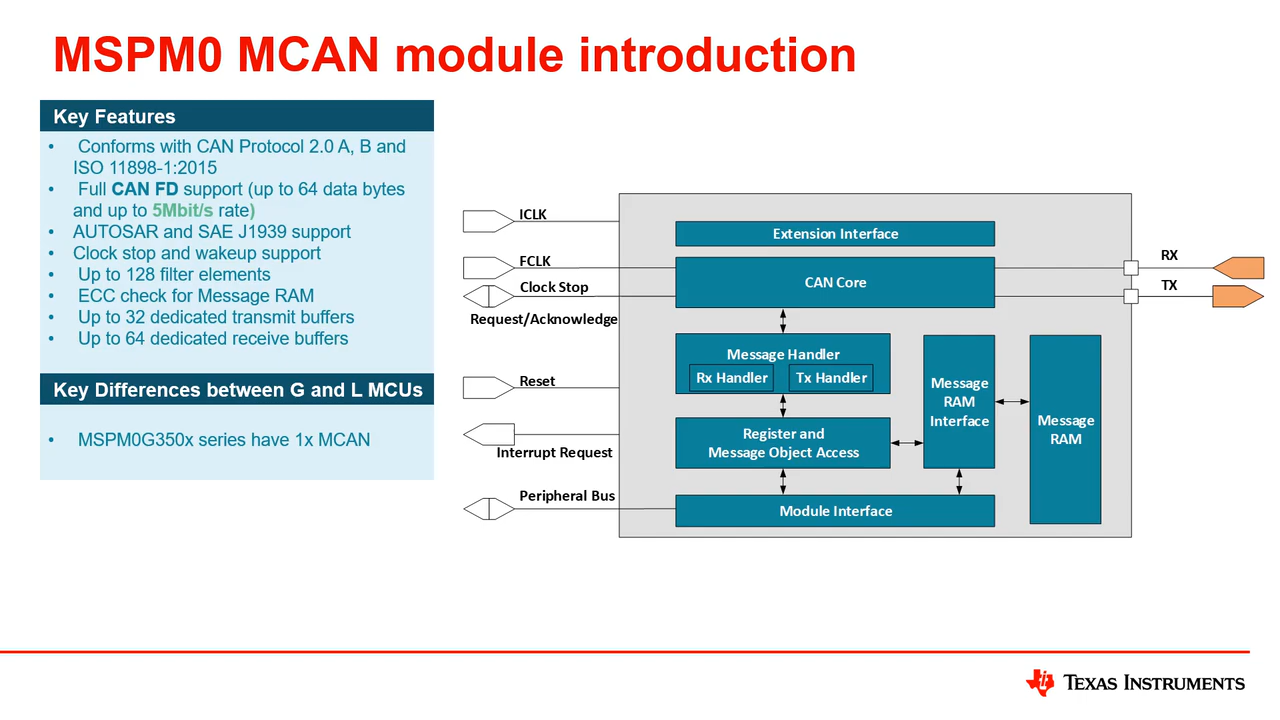 MSPM0 MCAN module introduction
Key Features
• Conforms with CAN Protocol 2.0 A, B and
ISO 11898-1:2015
• Full CAN FD support (up to 64 data bytes
and up to 5Mbit/s rate)
• AUTOSAR and SAE J1939 support
• Clock stop and wakeup support
• Up to 128 filter elements
• ECC check for Message RAM
• Up to 32 dedicated transmit buffers
• Up to 64 dedicated receive buffers
Key Differences between G and L MCUs
• MSPM0G350x series have 1x MCAN
ICLK
FCLK
Clock Stop
Request/Acknowledge
Reset
Interrupt Request
Peripheral Bus
Extension Interface
CAN Core
Message Handler
Rx Handler
Tx Handler
Register and
Message Object Access
Module Interface
Message
RAM
Interface
Message
RAM
RX
TX
TEXAS INSTRUMENTS